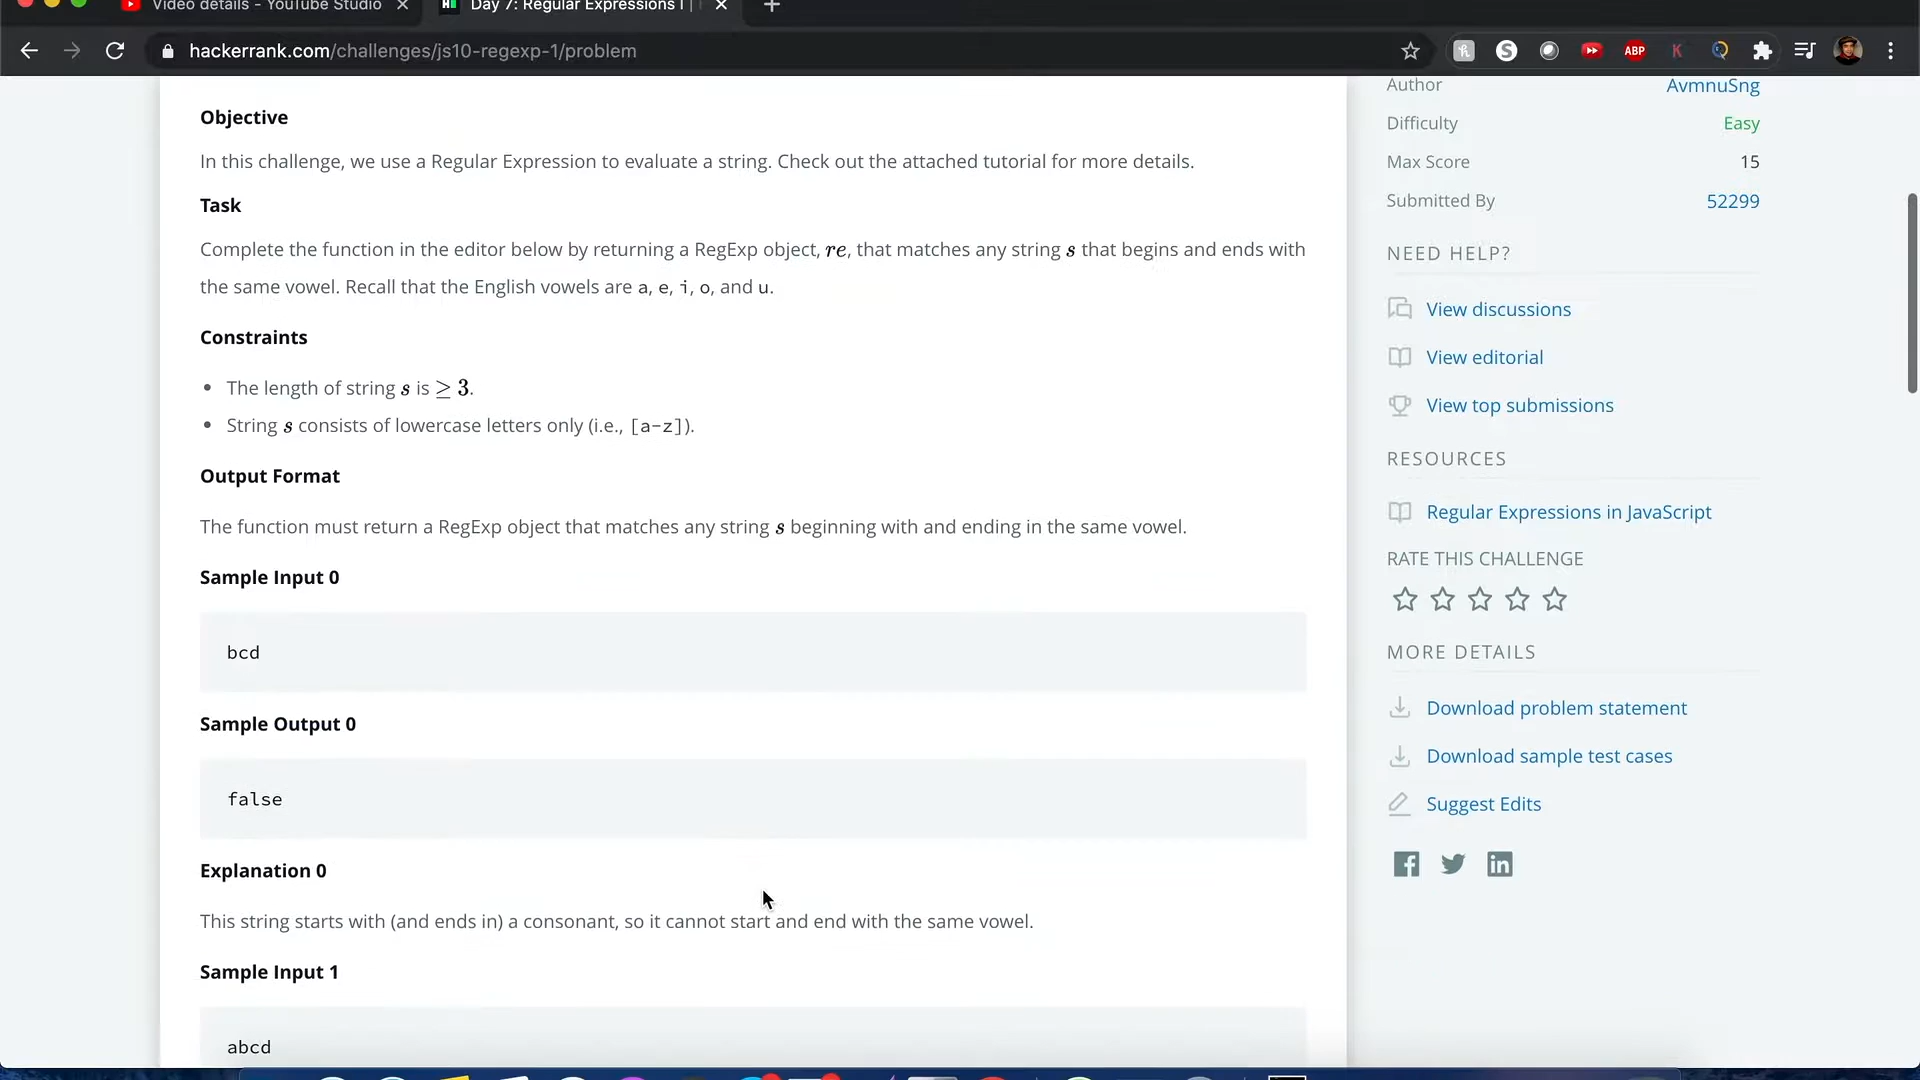 Video details - YouTube Studio
Day 7: Regular Expressions I |
hackerrank.com/challenges/js10-regexp-1/problem
ABP
Objective
In this challenge, we use a Regular Expression to evaluate a string. Check out the attached tutorial for more details.
Task
Complete the function in the editor below by returning a RegExp object, re, that matches any string s that begins and ends with
the same vowel. Recall that the English vowels are a, e, i, o, and u.
Constraints
The length of string s is ≥ 3.
String s consists of lowercase letters only (i.e., [a-z]).
Output Format
The function must return a RegExp object that matches any string s beginning with and ending in the same vowel.
Sample Input 0
bcd
Sample Output 0
false
Explanation 0
This string starts with (and ends in) a consonant, so it cannot start and end with the same vowel.
Sample Input 1
abcd
Author AvmnuSng
Difficulty Easy
Max Score 15
Submitted By 52299
NEED HELP?
View discussions
View editorial
View top submissions
RESOURCES
Regular Expressions in JavaScript
RATE THIS CHALLENGE
MORE DETAILS
Download problem statement
Download sample test cases
Suggest Edits